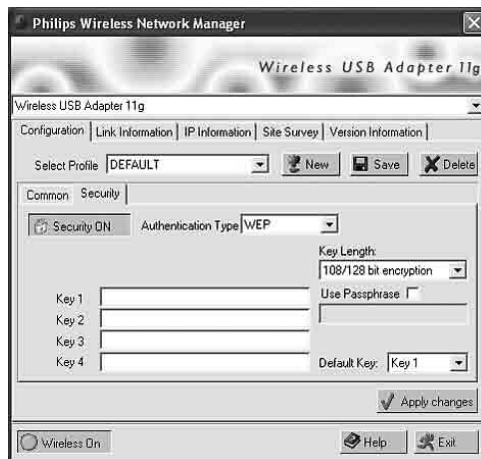 Philips Wireless Network Manager
Wireless USB Adapter 11g
Wireless USB Adapter 11g
Configuration Link Information IP Information Site Survey Version Information
Select Profile DEFAULT New Save Delete
Common Security
Security ON Authentication Type WEP
Key Length:
108/128 bit encryption
Use Passphrase
Key 1
Key 2
Key 3
Key 4
Default Key: Key 1
Apply changes
Wireless On Help Exit